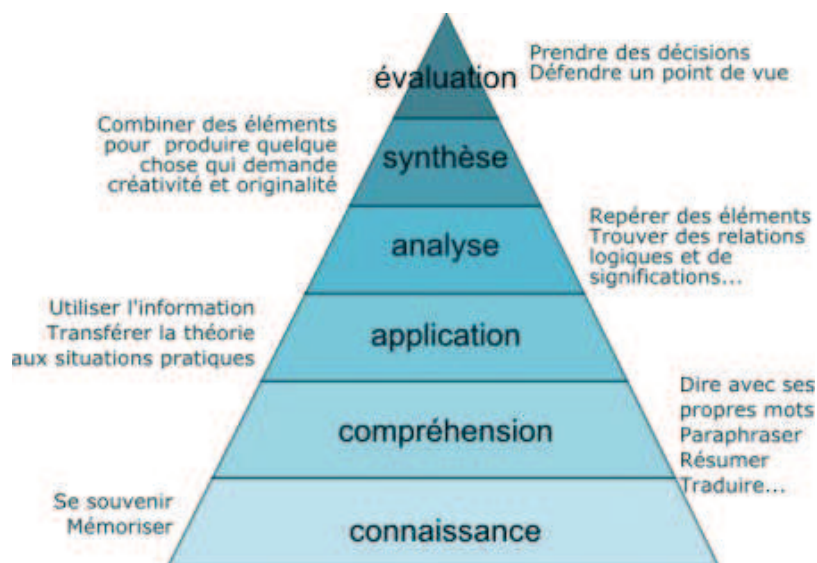 Prendre des décisions
Défendre un point de vue
évaluation
Combiner des éléments
pour produire quelque
chose qui demande
créativité et originalité
synthèse
Repérer des éléments
Trouver des relations
logiques et de
significations...
analyse
Utiliser l'information
Transférer la théorie
aux situations pratiques
application
Dire avec ses
propres mots
Paraphraser
Résumer
Traduire...
compréhension
Se souvenir
Mémoriser
connaissance